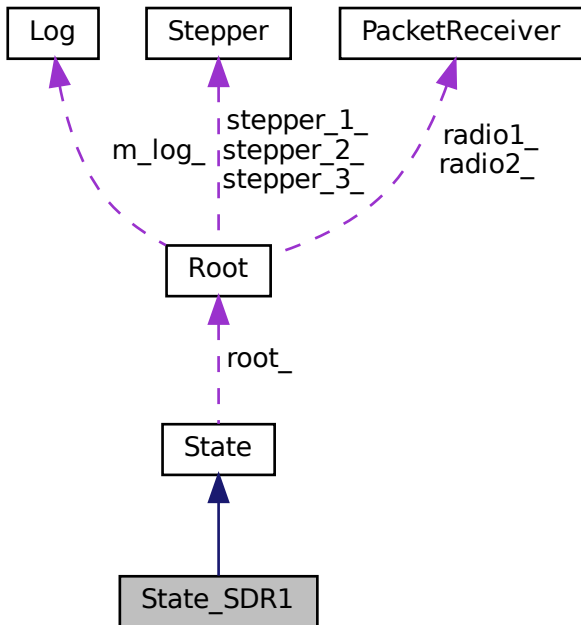 Log
Stepper
PacketReceiver
m_log_
stepper_1_
stepper_2_
stepper_3_
radio1_
radio2_
Root
root_
State
State_SDR1